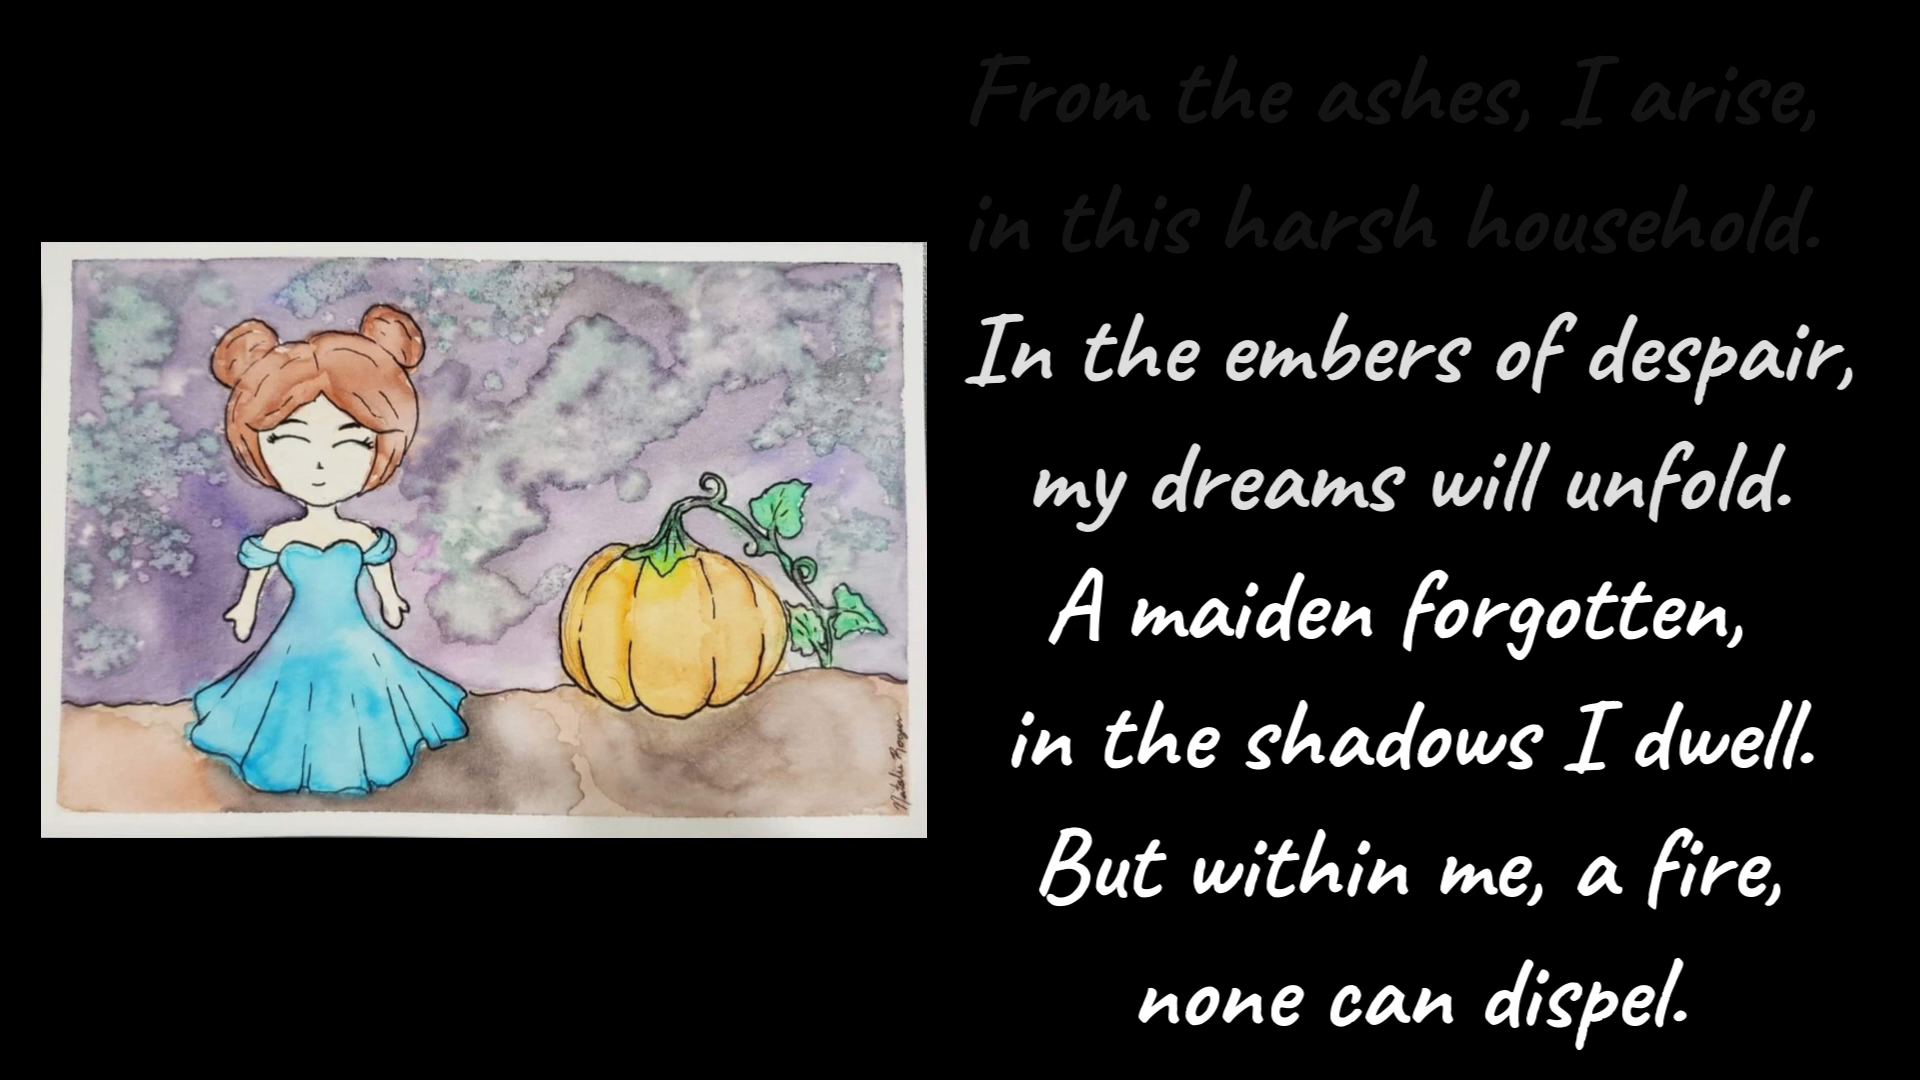 From the ashes, I arise,
in this harsh household.
In the embers of despair,
my dreams will unfold.
A maiden forgotten,
in the shadows I dwell.
But within me, a fire,
none can dispel.
Natalie